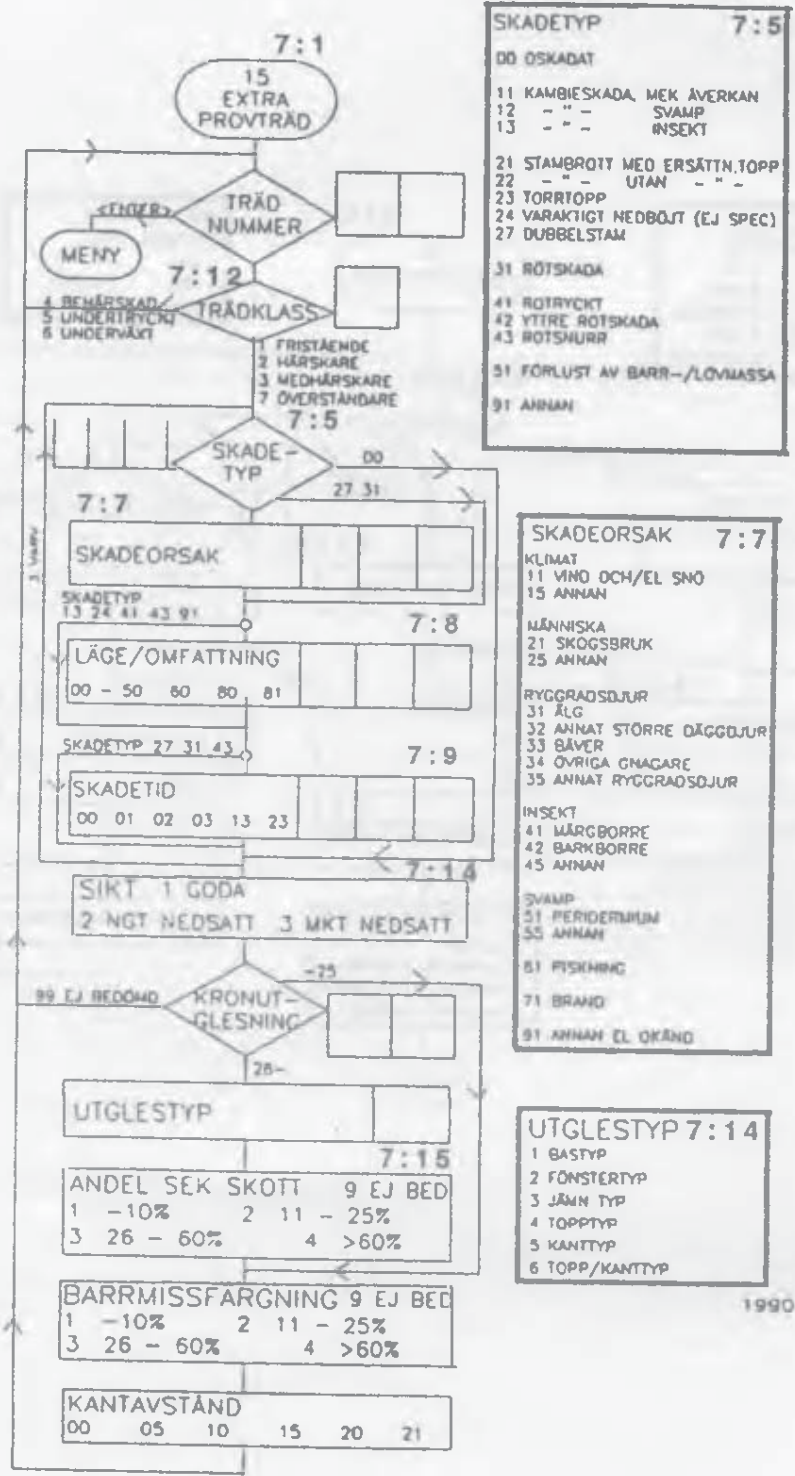 7:1
15
EXTRA
PROVTRÄD
<ENTER>
TRÄD
NUMMER
MENY
7:12
4 BEHÄRSKAD
5 UNDERTRYCKT
6 UNDERVÄXT
TRÄDKLASS
1 FRISTÅENDE
2 HÄRSKARE
3 MEDHÄRSKARE
7 ÖVERSTÅNDARE
7:5
SKADE-
TYP
00
27 31
7:7
SKADEORSAK
SKADETYP
13 24 41 43 91
7:8
LÄGE/OMFATTNING
00 - 50 60 80 81
SKADETYP 27 31 43
7:9
SKADETID
00 01 02 03 13 23
7:14
SIKT 1 GODA
2 NGT NEDSATT 3 MKT NEDSATT
99 EJ BEDÖMD
KRONUT-
GLESNING
-25
26-
UTGLESTYP
7:15
ANDEL SEK SKOTT 9 EJ BED
1 -10% 2 11 - 25%
3 26 - 60% 4 >60%
BARRMISSFÄRGNING 9 EJ BED
1 -10% 2 11 - 25%
3 26 - 60% 4 >60%
KANTAVSTÅND
00 05 10 15 20 21
SKADETYP 7:5
00 OSKADAT
11 KAMBIESKADA, MEK ÅVERKAN
12 - " - SVAMP
13 - " - INSEKT
21 STAMBROTT MED ERSÄTTN.TOPP
22 - " - UTAN - " -
23 TORRTOPP
24 VARAKTIGT NEDBÖJT (EJ SPEC)
27 DUBBELSTAM
31 RÖTSKADA
41 ROTRYCKT
42 YTTRE ROTSKADA
43 ROTSNURR
51 FÖRLUST AV BARR-/LÖVMASSA
91 ANNAN
SKADEORSAK 7:7
KLIMAT
11 VIND OCH/EL SNÖ
15 ANNAN
MÄNNISKA
21 SKOGSBRUK
25 ANNAN
RYGGRADSDJUR
31 ÄLG
32 ANNAT STÖRRE DÄGGDJUR
33 BÄVER
34 ÖVRIGA GNAGARE
35 ANNAT RYGGRADSDJUR
INSEKT
41 MÄRGBORRE
42 BARKBORRE
45 ANNAN
SVAMP
51 PERIDERMIUM
55 ANNAN
61 PISKNING
71 BRAND
91 ANNAN EL OKÄND
UTGLESTYP 7:14
1 BASTYP
2 FÖNSTERTYP
3 JÄMN TYP
4 TOPPTYP
5 KANTTYP
6 TOPP/KANTTYP
1990